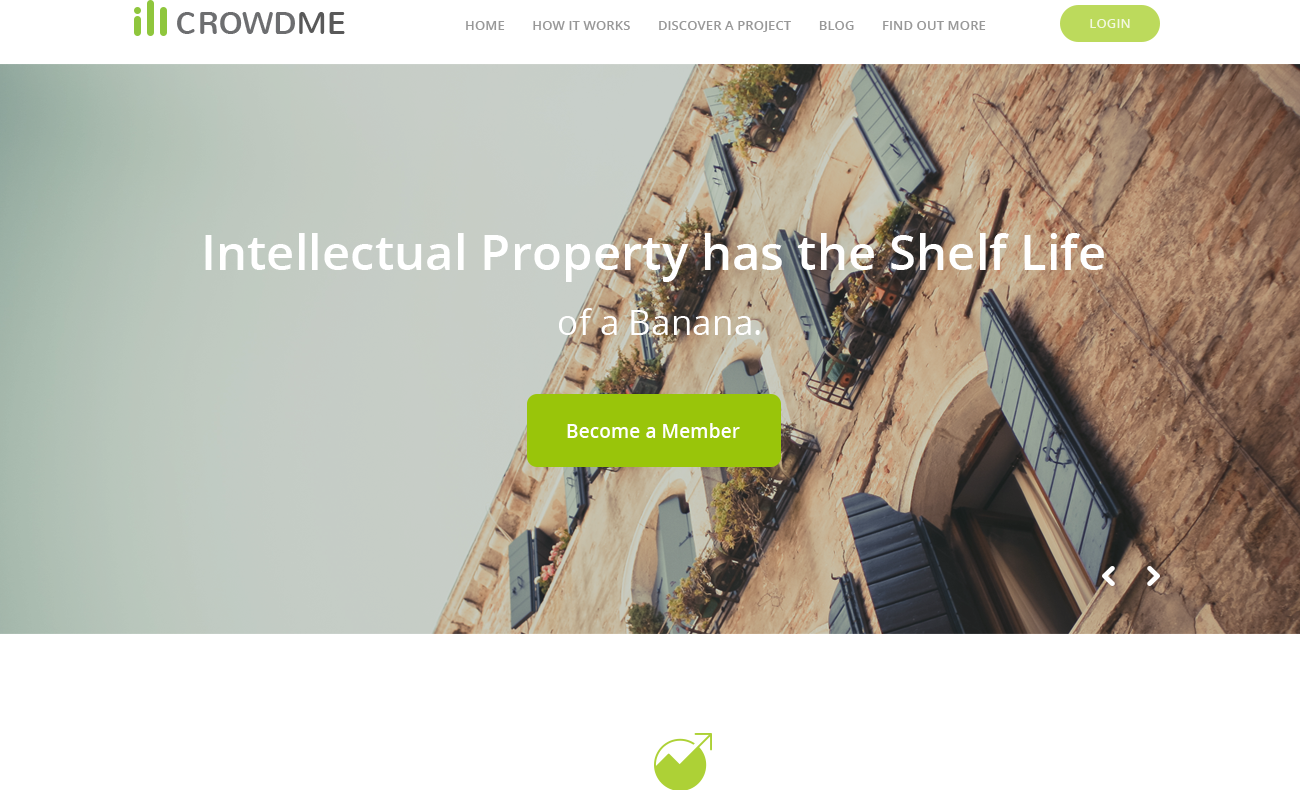 CROWDME
HOME HOW IT WORKS DISCOVER A PROJECT BLOG FIND OUT MORE
LOGIN
Intellectual Property has the Shelf Life
of a Banana.
Become a Member